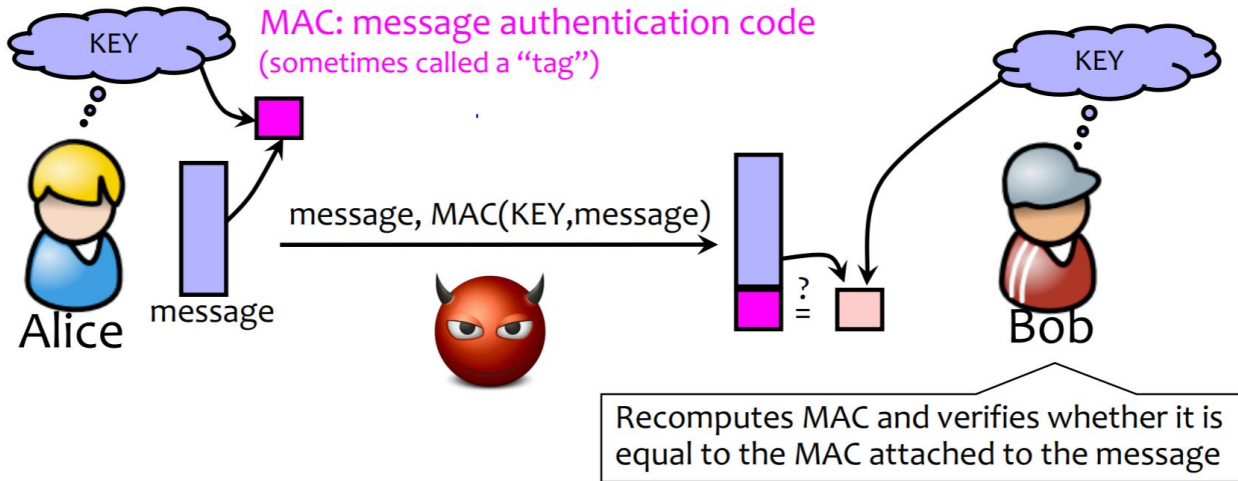 MAC: message authentication code
(sometimes called a “tag”)
KEY
KEY
message, MAC(KEY,message)
message
?
=
Alice
Bob
Recomputes MAC and verifies whether it is
equal to the MAC attached to the message